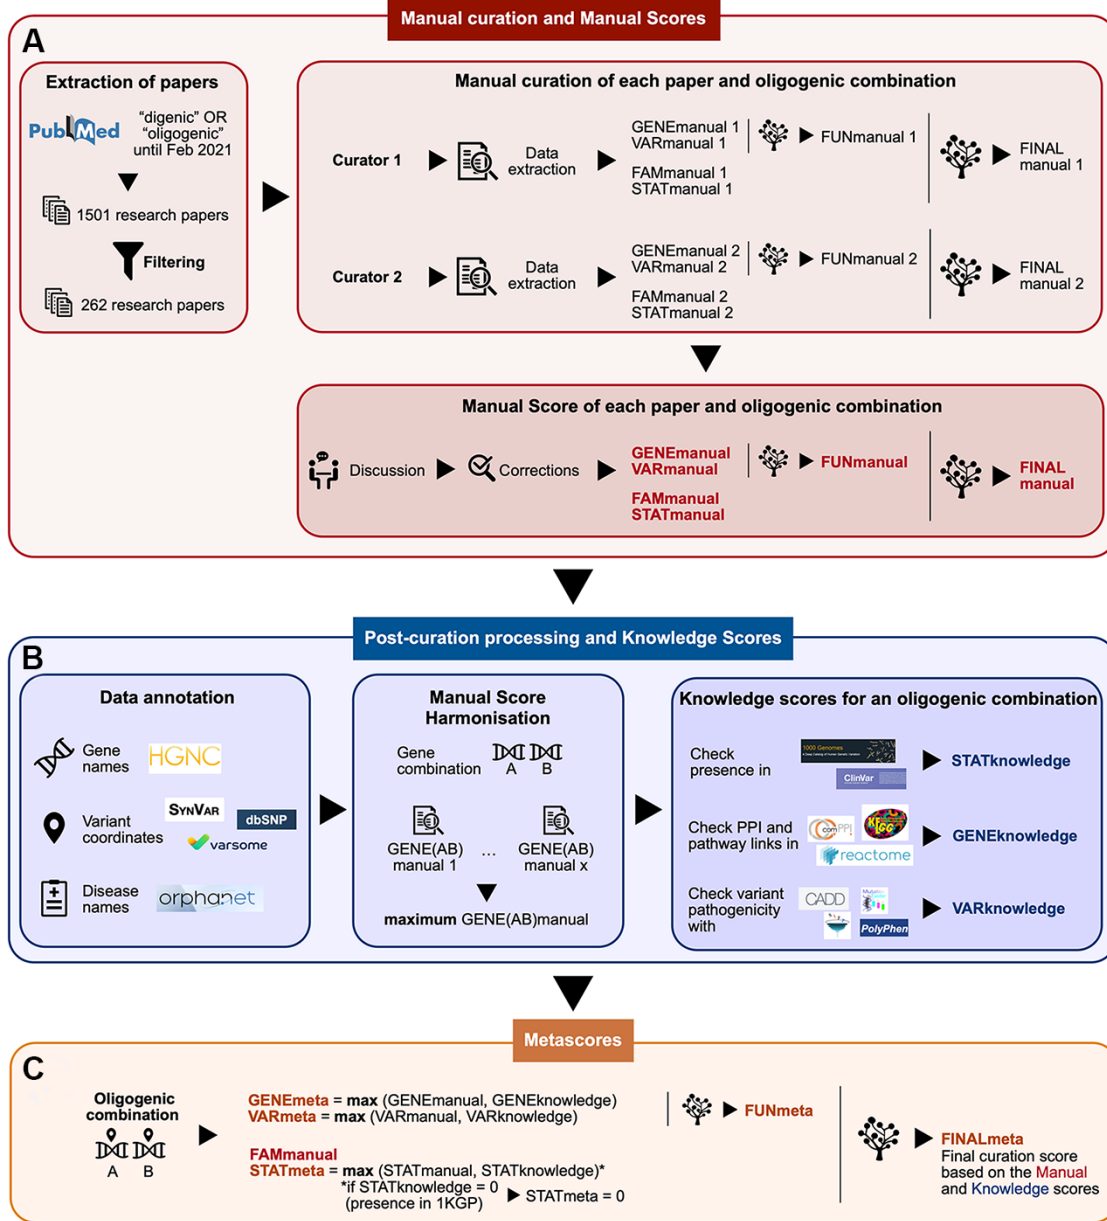 Manual curation and Manual Scores
A
Extraction of papers
PubMed
“digenic” OR
“oligogenic”
until Feb 2021
1501 research papers
Filtering
262 research papers
Manual curation of each paper and oligogenic combination
Curator 1
Data
extraction
GENEmanual 1
VARmanual 1
FAMmanual 1
STATmanual 1
FUNmanual 1
FINAL
manual 1
Curator 2
Data
extraction
GENEmanual 2
VARmanual 2
FAMmanual 2
STATmanual 2
FUNmanual 2
FINAL
manual 2
Manual Score of each paper and oligogenic combination
Discussion
Corrections
GENEmanual
VARmanual
FAMmanual
STATmanual
FUNmanual
FINAL
manual
Post-curation processing and Knowledge Scores
B
Data annotation
Gene
names
HGNC
Variant
coordinates
SYNVAR
dbSNP
varsome
Disease
names
orphanet
Manual Score
Harmonisation
Gene
combination
A B
GENE(AB)
manual 1
...
GENE(AB)
manual x
maximum GENE(AB)manual
Knowledge scores for an oligogenic combination
Check
presence in
1000 Genomes
A Deep Catalog of Human Genetic Variation
ClinVar
STATknowledge
Check PPI and
pathway links in
comPPI
KEGG
reactome
GENEknowledge
Check variant
pathogenicity
with
CADD
PolyPhen
VARknowledge
Metascores
C
Oligogenic
combination
A B
GENEmeta = max (GENEmanual, GENEknowledge)
VARmeta = max (VARmanual, VARknowledge)
FAMmanual
STATmeta = max (STATmanual, STATknowledge)*
*if STATknowledge = 0
(presence in 1KGP)
STATmeta = 0
FUNmeta
FINALmeta
Final curation score
based on the Manual
and Knowledge scores